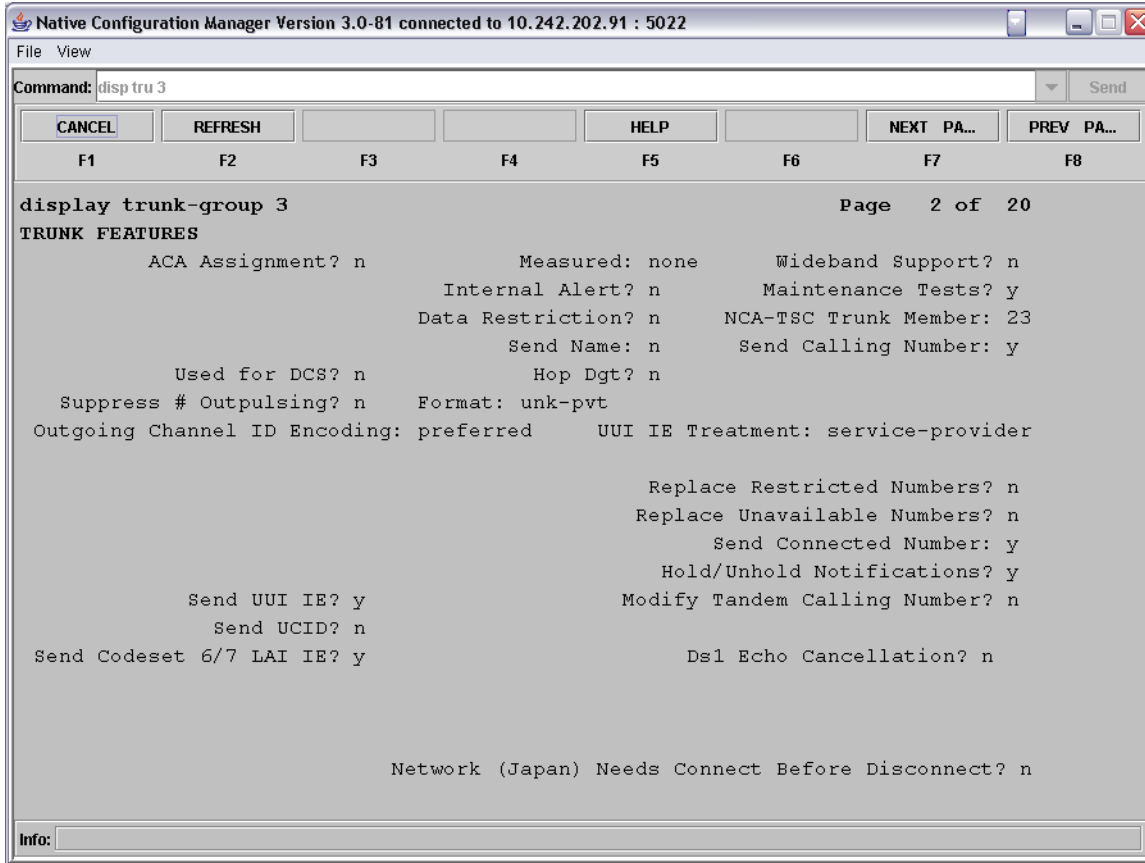 Native Configuration Manager Version 3.0-81 connected to 10.242.202.91 : 5022
File View
Command: disp tru 3 Send
CANCEL REFRESH HELP NEXT PA... PREV PA...
F1 F2 F3 F4 F5 F6 F7 F8
display trunk-group 3 Page 2 of 20
TRUNK FEATURES
ACA Assignment? n Measured: none Wideband Support? n
Internal Alert? n Maintenance Tests? y
Data Restriction? n NCA-TSC Trunk Member: 23
Send Name: n Send Calling Number: y
Used for DCS? n Hop Dgt? n
Suppress # Outpulsing? n Format: unk-pvt
Outgoing Channel ID Encoding: preferred UUI IE Treatment: service-provider
Replace Restricted Numbers? n
Replace Unavailable Numbers? n
Send Connected Number: y
Hold/Unhold Notifications? y
Send UUI IE? y Modify Tandem Calling Number? n
Send UCID? n
Send Codeset 6/7 LAI IE? y Ds1 Echo Cancellation? n
Network (Japan) Needs Connect Before Disconnect? n
Info: